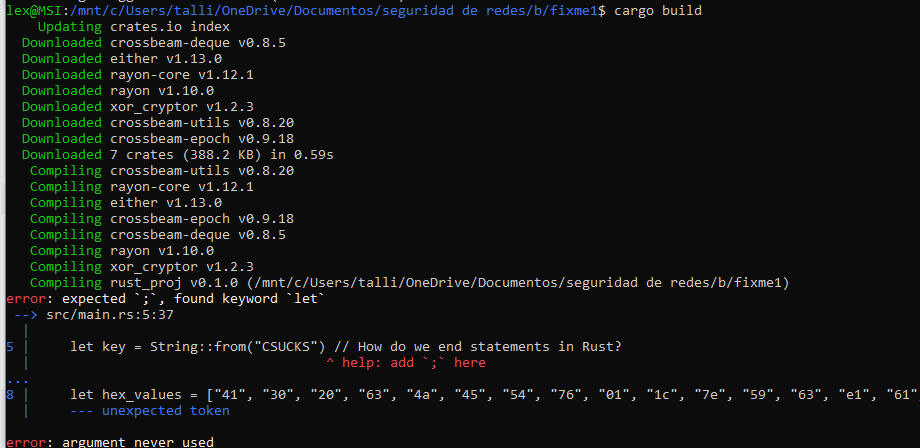 lex@MSI:/mnt/c/Users/talli/OneDrive/Documentos/seguridad de redes/b/fixme1$ cargo build
    Updating crates.io index
  Downloaded crossbeam-deque v0.8.5
  Downloaded either v1.13.0
  Downloaded rayon-core v1.12.1
  Downloaded rayon v1.10.0
  Downloaded xor_cryptor v1.2.3
  Downloaded crossbeam-utils v0.8.20
  Downloaded crossbeam-epoch v0.9.18
  Downloaded 7 crates (388.2 KB) in 0.59s
   Compiling crossbeam-utils v0.8.20
   Compiling rayon-core v1.12.1
   Compiling either v1.13.0
   Compiling crossbeam-epoch v0.9.18
   Compiling crossbeam-deque v0.8.5
   Compiling rayon v1.10.0
   Compiling xor_cryptor v1.2.3
   Compiling rust_proj v0.1.0 (/mnt/c/Users/talli/OneDrive/Documentos/seguridad de redes/b/fixme1)
error: expected `;`, found keyword `let`
 --> src/main.rs:5:37
  |
5 |     let key = String::from("CSUCKS") // How do we end statements in Rust?
  |                                     ^ help: add `;` here
...
8 |     let hex_values = ["41", "30", "20", "63", "4a", "45", "54", "76", "01", "1c", "7e", "59", "63", "e1", "61",
  |     --- unexpected token
error: argument never used